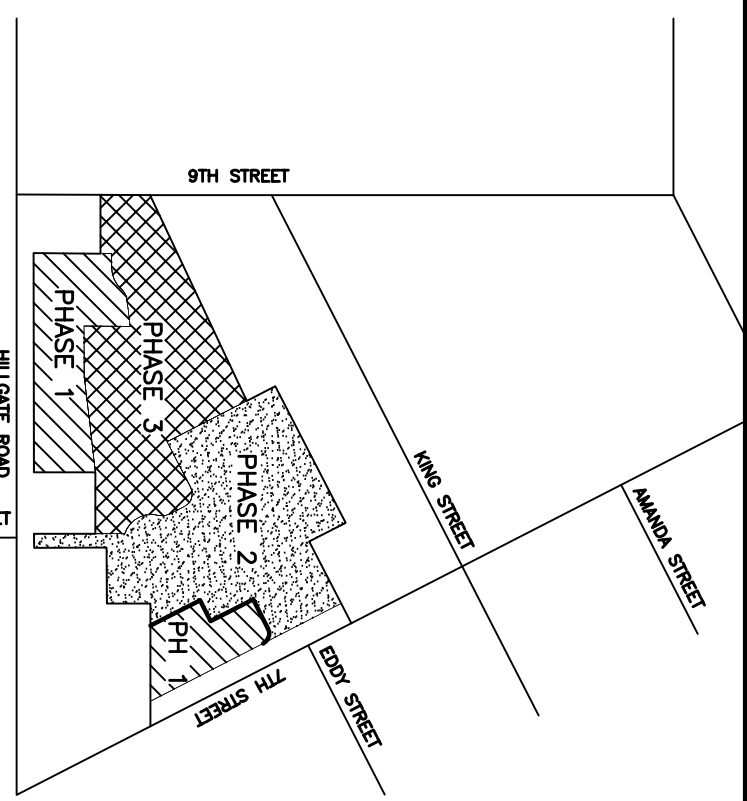 9TH STREET
PHASE 1
PHASE 3
PHASE 2
PH 1
KING STREET
AMANDA STREET
EDDY STREET
7TH STREET
HILLGATE ROAD